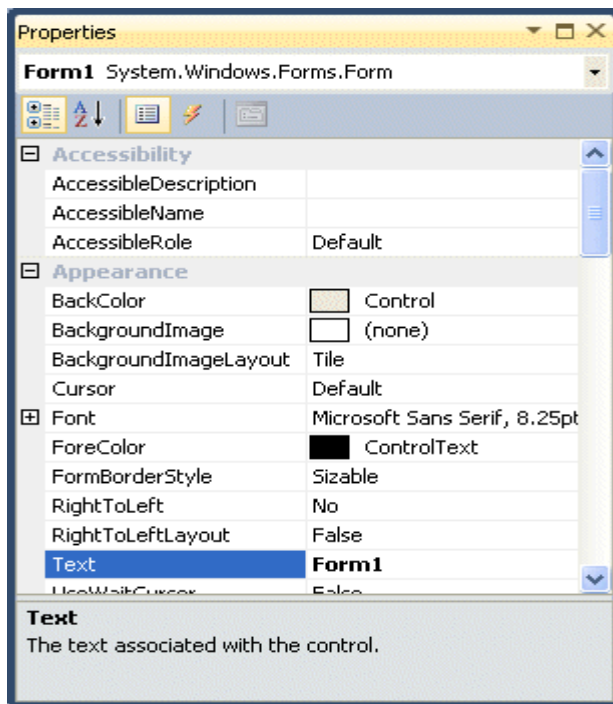 Properties
Form1 System.Windows.Forms.Form
Accessibility
AccessibleDescription
AccessibleName
AccessibleRole Default
Appearance
BackColor Control
BackgroundImage (none)
BackgroundImageLayout Tile
Cursor Default
Font Microsoft Sans Serif, 8.25pt
ForeColor ControlText
FormBorderStyle Sizable
RightToLeft No
RightToLeftLayout False
Text Form1
UseWaitCursor False
Text
The text associated with the control.